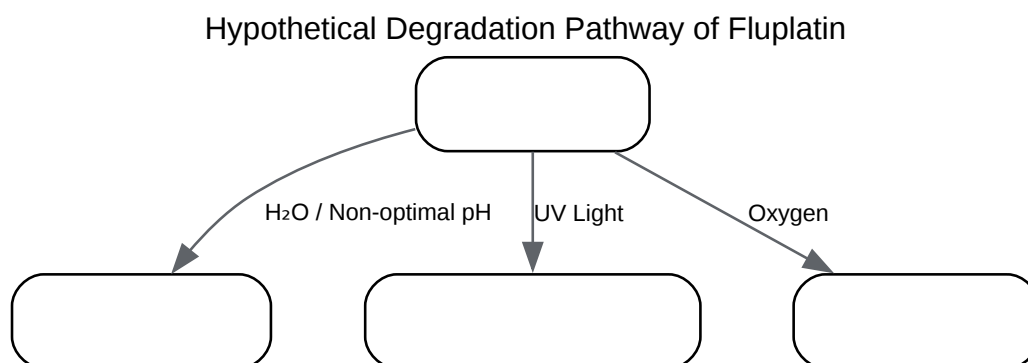 Hypothetical Degradation Pathway of Fluplatin
H₂O / Non-optimal pH
UV Light
Oxygen